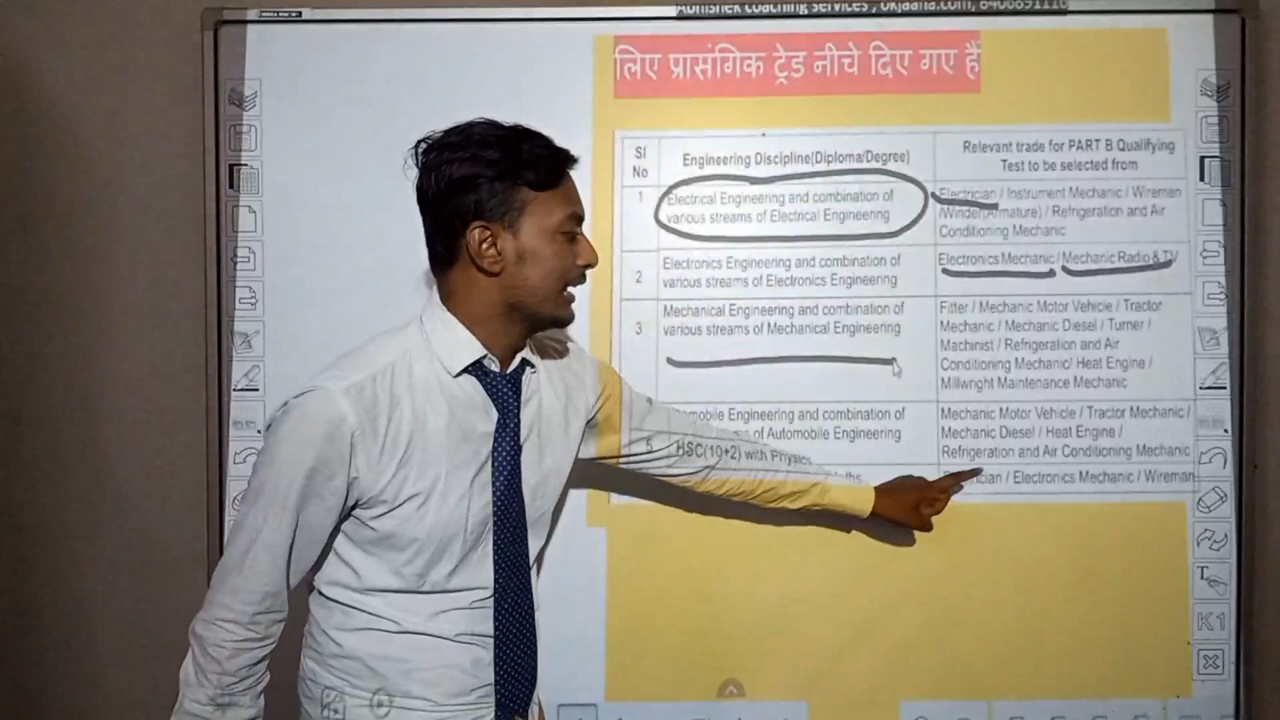 Abhishek coaching services , okjaana.com,
लिए प्रासंगिक ट्रेड नीचे दिए गए हैं
Sl No
Engineering Discipline(Diploma/Degree)
Relevant trade for PART B Qualifying
Test to be selected from
1
Electrical Engineering and combination of
various streams of Electrical Engineering
Electrician / Instrument Mechanic / Wiremen
/Winder(Armature) / Refrigeration and Air
Conditioning Mechanic
2
Electronics Engineering and combination of
various streams of Electronics Engineering
Electronics Mechanic / Mechanic Radio & TV
3
Mechanical Engineering and combination of
various streams of Mechanical Engineering
Fitter / Mechanic Motor Vehicle / Tractor
Mechanic / Mechanic Diesel / Turner /
Machinist / Refrigeration and Air
Conditioning Mechanic/ Heat Engine /
Millwright Maintenance Mechanic
Engineering and combination of
of Automobile Engineering
Mechanic Motor Vehicle / Tractor Mechanic /
Mechanic Diesel / Heat Engine /
Refrigeration and Air Conditioning Mechanic
5
HSC(10+2) with Physics
/ Electronics Mechanic / Wireman
K1